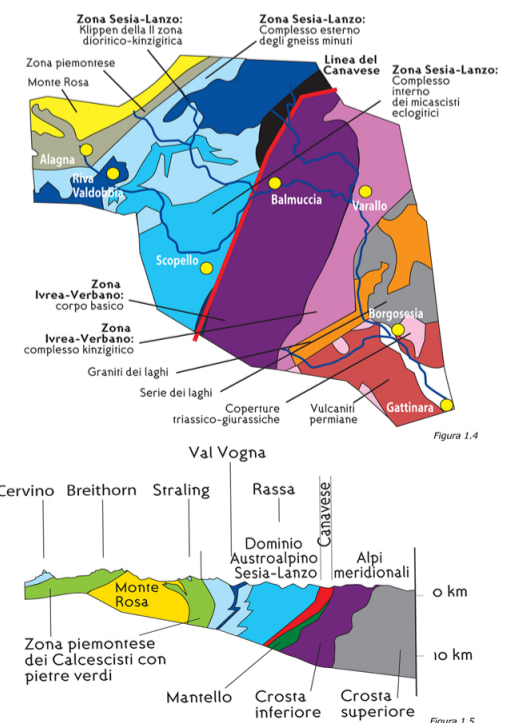 Zona Sesia-Lanzo:
Klippen della II zona
dioritico-kinzigitica
Zona Sesia-Lanzo:
Complesso esterno
degli gneiss minuti
Zona piemontese
Monte Rosa
Linea del
Canavese
Zona Sesia-Lanzo:
Complesso
interno
dei micascisti
eclogitici
Alagna
Riva
Valdobbia
Balmuccia
Varallo
Scopello
Zona
Ivrea-Verbano:
corpo basico
Zona
Ivrea-Verbano:
complesso kinzigitico
Borgosesia
Graniti dei laghi
Serie dei laghi
Coperture
triassico-giurassiche
Vulcaniti
permiane
Gattinara
Figura 1.4
Val Vogna
Cervino
Breithorn
Straling
Rassa
Canavese
Dominio
Austroalpino
Sesia-Lanzo
Alpi
meridionali
Monte
Rosa
0 km
10 km
Zona piemontese
dei Calcescisti con
pietre verdi
Mantello
Crosta
inferiore
Crosta
superiore
Figura 1.5